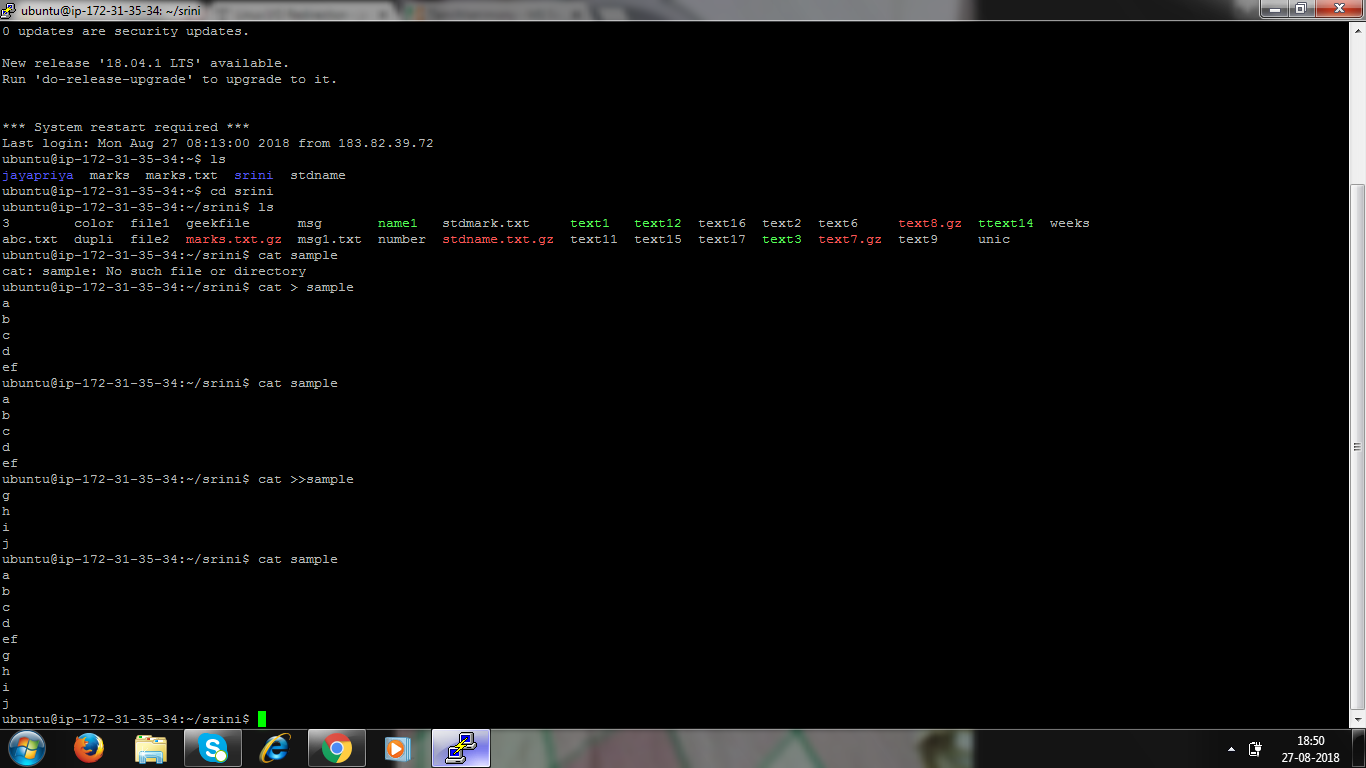 ubuntu@ip-172-31-35-34: ~/srini
0 updates are security updates.
New release '18.04.1 LTS' available.
Run 'do-release-upgrade' to upgrade to it.
*** System restart required ***
Last login: Mon Aug 27 08:13:00 2018 from 183.82.39.72
ubuntu@ip-172-31-35-34:~$ ls
jayapriya  marks  marks.txt  srini  stdname
ubuntu@ip-172-31-35-34:~$ cd srini
ubuntu@ip-172-31-35-34:~/srini$ ls
3        color  file1  geekfile      msg       name1   stdmark.txt     text1   text12  text16  text2  text6     text8.gz  ttext14  weeks
abc.txt  dupli  file2  marks.txt.gz  msg1.txt  number  stdname.txt.gz  text11  text15  text17  text3  text7.gz  text9     unic
ubuntu@ip-172-31-35-34:~/srini$ cat sample
cat: sample: No such file or directory
ubuntu@ip-172-31-35-34:~/srini$ cat > sample
a
b
c
d
ef
ubuntu@ip-172-31-35-34:~/srini$ cat sample
a
b
c
d
ef
ubuntu@ip-172-31-35-34:~/srini$ cat >>sample
g
h
i
j
ubuntu@ip-172-31-35-34:~/srini$ cat sample
a
b
c
d
ef
g
h
i
j
ubuntu@ip-172-31-35-34:~/srini$
18:50
27-08-2018